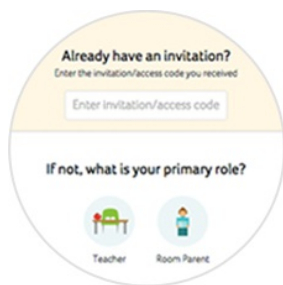 Already have an invitation?
Enter the invitation/access code you received
Enter invitation/access code
If not, what is your primary role?
Teacher Room Parent